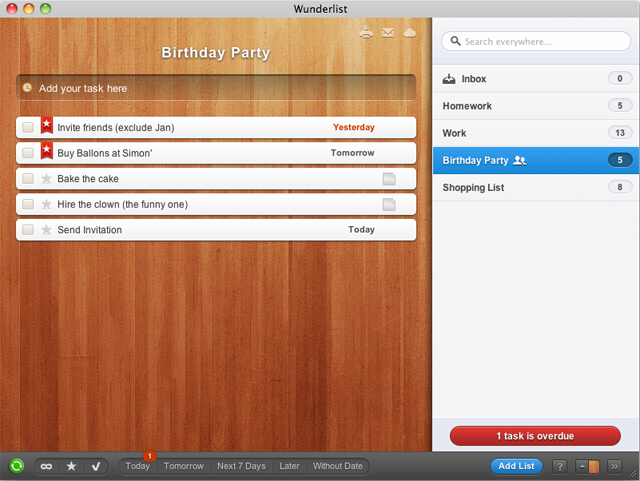 Wunderlist
Birthday Party
Add your task here
Invite friends (exclude Jan) Yesterday
Buy Ballons at Simon' Tomorrow
Bake the cake
Hire the clown (the funny one)
Send Invitation Today
Search everywhere...
Inbox 0
Homework 5
Work 13
Birthday Party 5
Shopping List 8
1 task is overdue
1
Today Tomorrow Next 7 Days Later Without Date
Add List ? - »